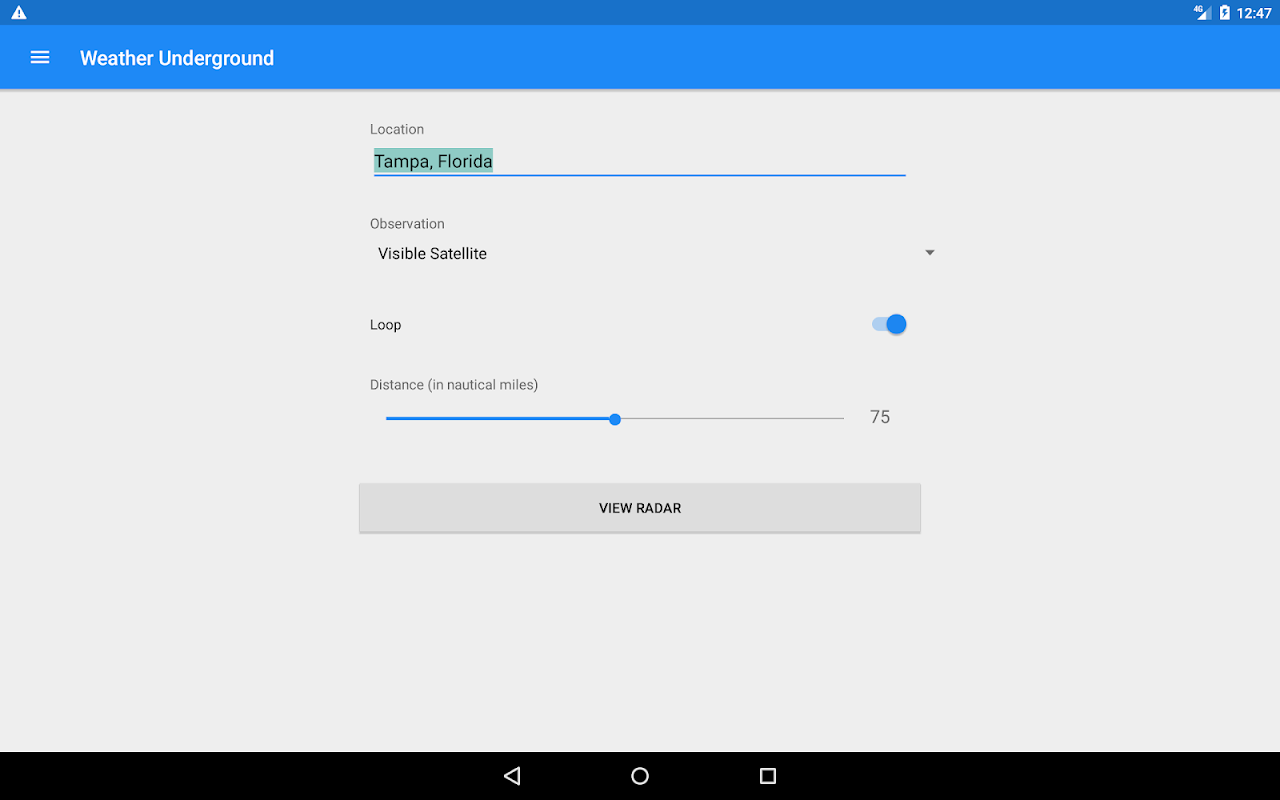 4G 12:47
Weather Underground
Location
Tampa, Florida
Observation
Visible Satellite
Loop
Distance (in nautical miles)
75
VIEW RADAR